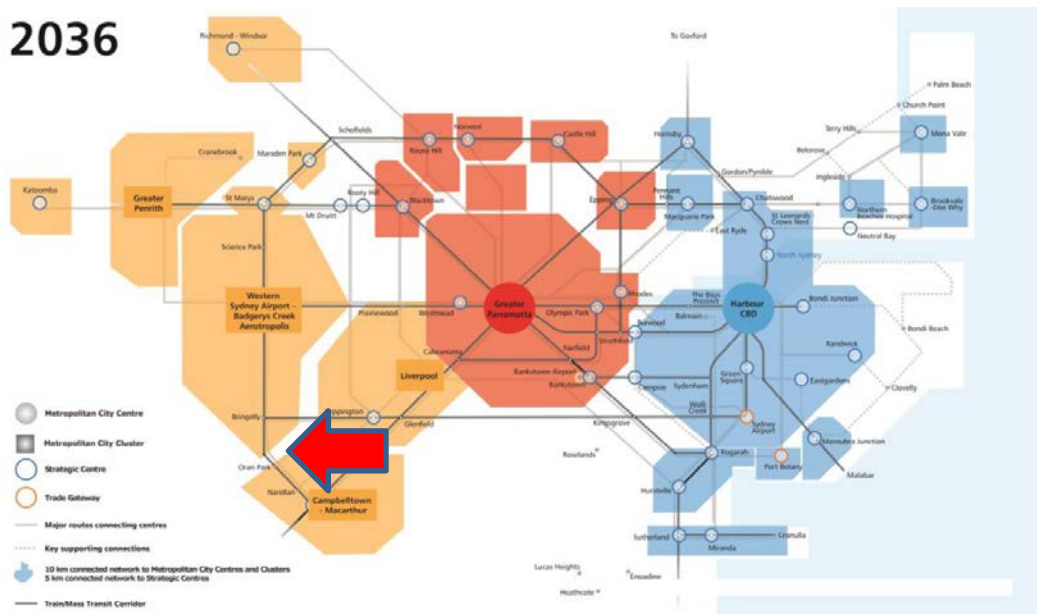 2036
Richmond - Windsor
To Gosford
Palm Beach
Church Point
Schofields
Norwest
Rouse Hill
Castle Hill
Hornsby
Terry Hills
Mona Vale
Belrose
Cranebrook
Marsden Park
Gordon/Pymble
Ingleside
Katoomba
Greater
Penrith
St Marys
Rooty Hill
Mt Druitt
Blacktown
Epping
Pennant
Hills
Macquarie Park
Chatswood
St Leonards
Crows Nest
Northern
Beaches Hospital
Brookvale
-Dee Why
East Ryde
Neutral Bay
Science Park
North Sydney
Western
Sydney Airport -
Badgerys Creek
Aerotropolis
Prairiewood
Westmead
Greater
Parramatta
Olympic Park
Rhodes
The Bays
Precinct
Balmain
Harbour
CBD
Bondi Junction
Burwood
Strathfield
Bondi Beach
Cabramatta
Fairfield
Randwick
Liverpool
Bankstown Airport
Bankstown
Campsie
Sydenham
Green
Square
Eastgardens
Clovelly
Metropolitan City Centre
Bringelly
Leppington
Glenfield
Kingsgrove
Wolli
Creek
Sydney
Airport
Metropolitan City Cluster
Maroubra Junction
Strategic Centre
Oran Park
Roselands
Kogarah
Port Botany
Malabar
Trade Gateway
Narellan
Campbelltown
- Macarthur
Hurstville
Major routes connecting centres
Sutherland
Miranda
Cronulla
Key supporting connections
10 km connected network to Metropolitan City Centres and Clusters
5 km connected network to Strategic Centres
Lucas Heights
Engadine
Heathcote
Train/Mass Transit Corridor